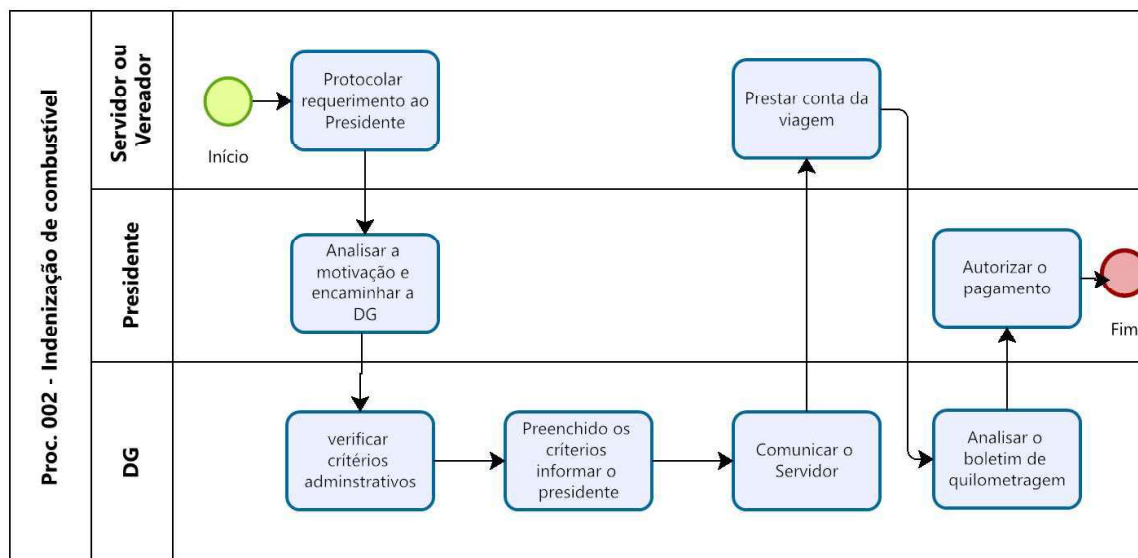 Proc. 002 - Indenização de combustível
Servidor ou
Vereador
Início
Protocolar
requerimento ao
Presidente
Prestar conta da
viagem
Presidente
Analisar a
motivação e
encaminhar a
DG
Autorizar o
pagamento
Fim
DG
verificar
critérios
adminstrativos
Preenchido os
críterios
informar o
presidente
Comunicar o
Servidor
Analisar o
boletim de
quilometragem